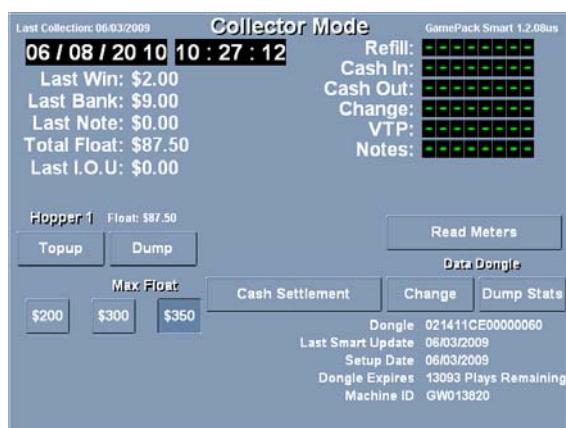 Last Collection: 06/03/2009 Collector Mode GamePack Smart 1.2.08us
06 / 08 / 20 10 10 : 27 : 12
Last Win: $2.00
Last Bank: $9.00
Last Note: $0.00
Total Float: $87.50
Last I.O.U: $0.00
Refill: --------
Cash In: --------
Cash Out: --------
Change: --------
VTP: --------
Notes: --------
Hopper 1 Float: $87.50
Topup Dump
Read Meters
Max Float
$200 $300 $350
Data Dongle
Cash Settlement Change Dump Stats
Dongle 021411CE00000060
Last Smart Update 06/03/2009
Setup Date 06/03/2009
Dongle Expires 13093 Plays Remaining
Machine ID GW013820